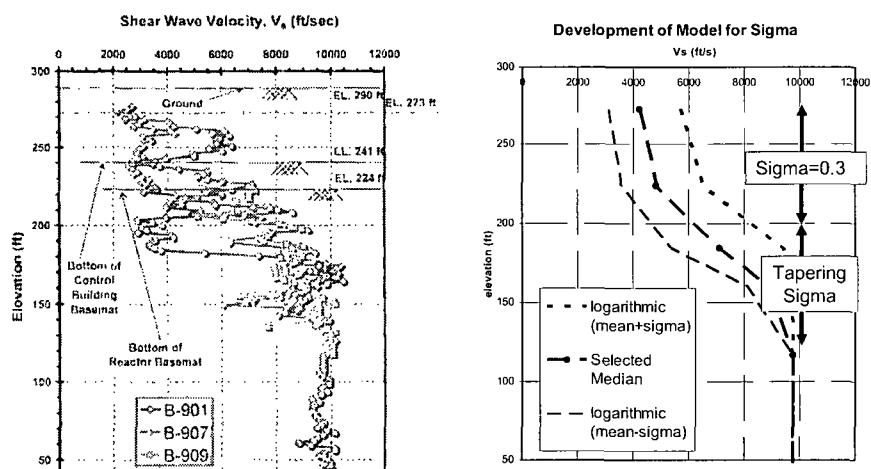 Shear Wave Velocity, Vs (ft/sec)
0 2000 4000 6000 8000 10000 12000
300
250
200
150
100
50
Elevation (ft)
Ground
EL. 290 ft
EL. 273 ft
EL. 241 ft
EL. 224 ft
Bottom of
Control
Building
Basemat
Bottom of
Reactor Basemat
B-901
B-907
B-909
Development of Model for Sigma
Vs (ft/s)
0 2000 4000 6000 8000 10000 12000
300
250
200
150
100
50
elevation (ft)
Sigma=0.3
Tapering
Sigma
logarithmic
(mean+sigma)
Selected
Median
logarithmic
(mean-sigma)